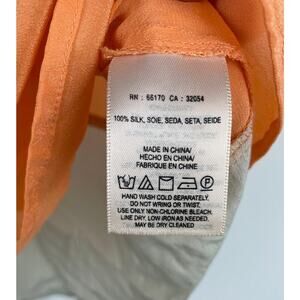 RN : 66170 CA : 32054
100% SILK, SOIE, SEDA, SETA, SEIDE
MADE IN CHINA/
HECHO EN CHINA/
FABRIQUE EN CHINE
HAND WASH COLD SEPARATELY.
DO NOT WRING OR TWIST.
USE ONLY NON-CHLORINE BLEACH.
LINE DRY, LOW IRON AS NEEDED.
MAY BE DRY CLEANED